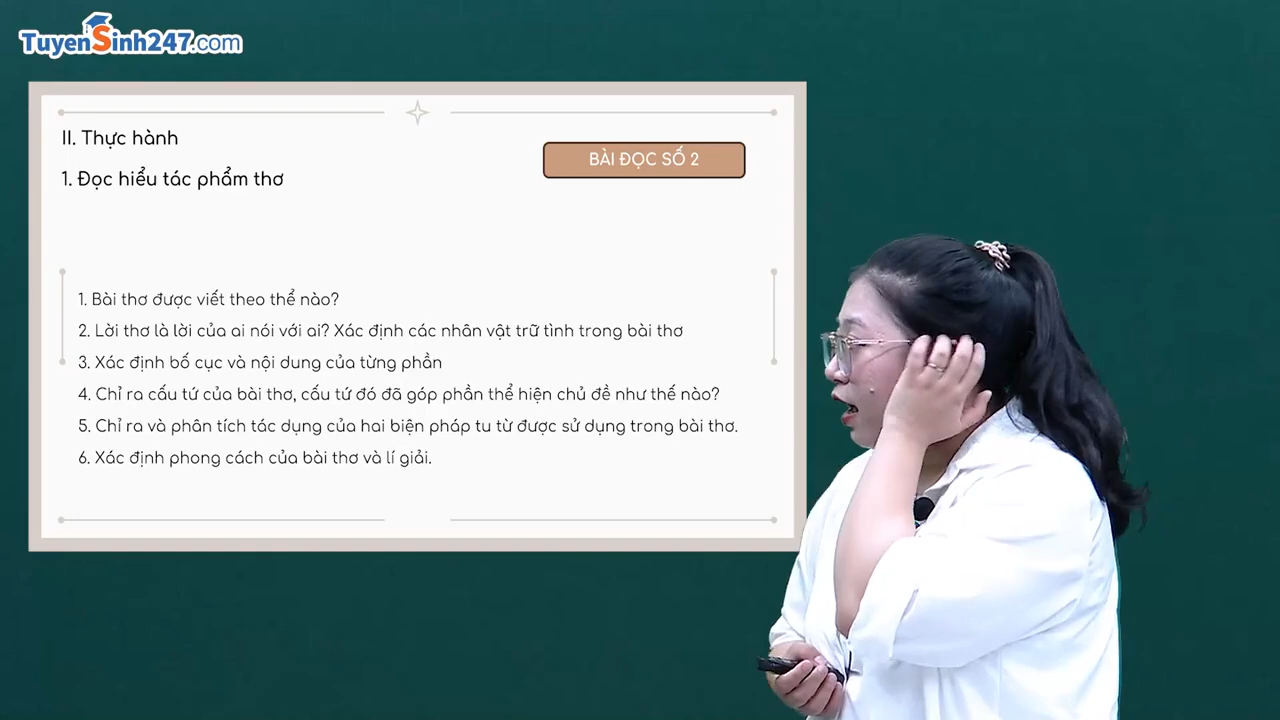 TuyenSinh247.com
II. Thực hành
BÀI ĐỌC SỐ 2
1. Đọc hiểu tác phẩm thơ
1. Bài thơ được viết theo thể nào?
2. Lời thơ là lời của ai nói với ai? Xác định các nhân vật trữ tình trong bài thơ
3. Xác định bố cục và nội dung của từng phần
4. Chỉ ra cấu tứ của bài thơ, cấu tứ đó đã góp phần thể hiện chủ đề như thế nào?
5. Chỉ ra và phân tích tác dụng của hai biện pháp tu từ được sử dụng trong bài thơ.
6. Xác định phong cách của bài thơ và lí giải.